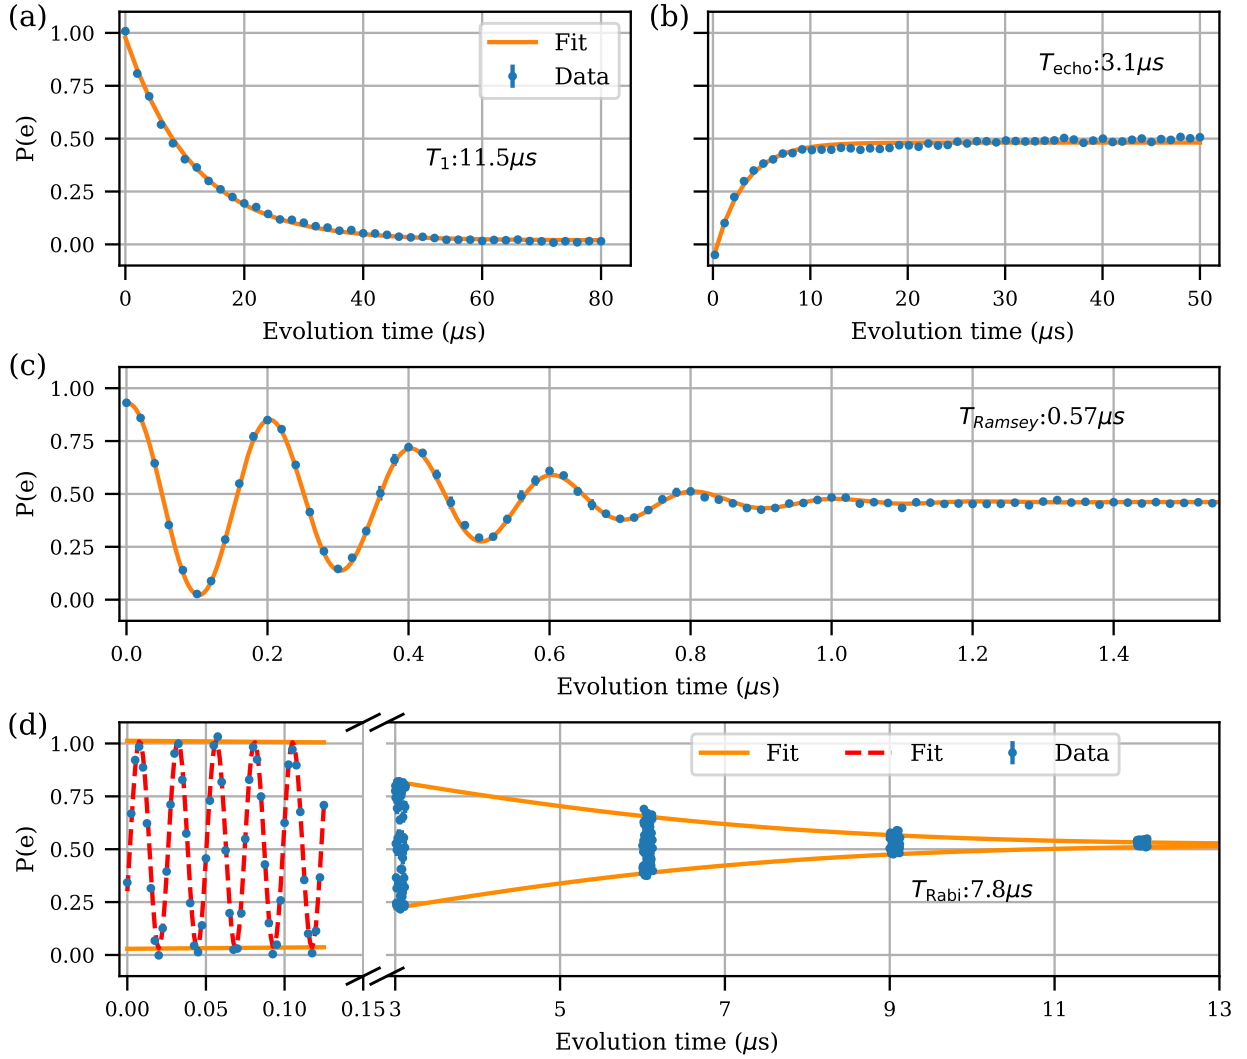 (a)
1.00
0.75
0.50
0.25
0.00
P(e)
Fit
Data
T1:11.5μs
0 20 40 60 80
Evolution time (μs)
(b)
Techo:3.1μs
0 10 20 30 40 50
Evolution time (μs)
(c)
1.00
0.75
0.50
0.25
0.00
P(e)
TRamsey:0.57μs
0.0 0.2 0.4 0.6 0.8 1.0 1.2 1.4
Evolution time (μs)
(d)
1.00
0.75
0.50
0.25
0.00
P(e)
Fit Fit Data
TRabi:7.8μs
0.00 0.05 0.10 0.15 3 5 7 9 11 13
Evolution time (μs)